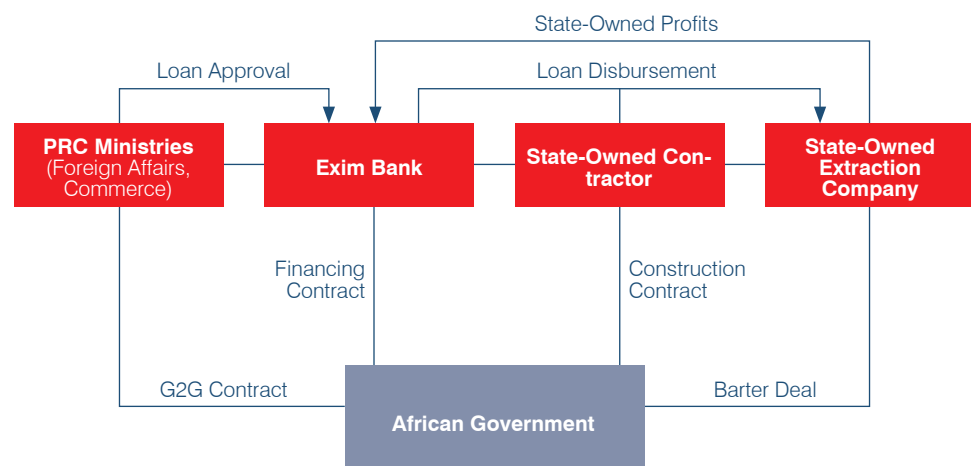 State-Owned Profits
Loan Approval
Loan Disbursement
PRC Ministries
(Foreign Affairs,
Commerce)
Exim Bank
State-Owned Con-
tractor
State-Owned
Extraction
Company
Financing
Contract
Construction
Contract
G2G Contract
Barter Deal
African Government